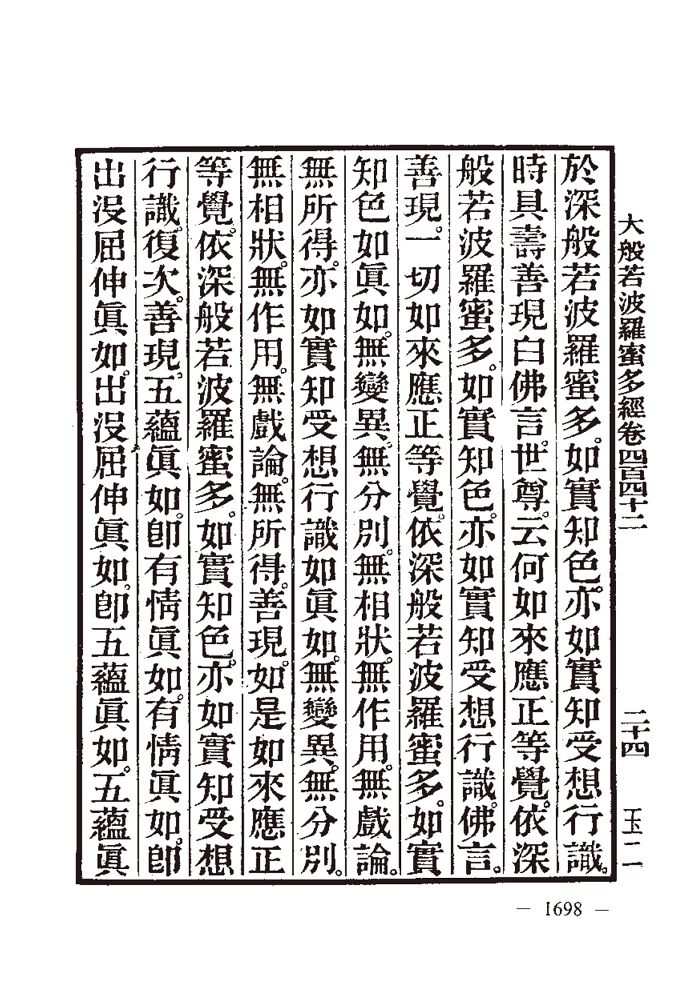 大般若波羅蜜多經卷四百四十二 二十四 玉二
於深般若波羅蜜多。如實知色。亦如實知受想行識。
時具壽善現白佛言。世尊。云何如來應正等覺。依深
般若波羅蜜多。如實知色。亦如實知受想行識。佛言。
善現。一切如來應正等覺。依深般若波羅蜜多。如實
知色如眞如。無變異。無分別。無相狀。無作用。無戲論。
無所得。亦如實知受想行識如眞如。無變異。無分別。
無相狀。無作用。無戲論。無所得。善現。如是如來應正
等覺。依深般若波羅蜜多。如實知色。亦如實知受想
行識。復次。善現。五蘊眞如。卽有情眞如。有情眞如。卽
出沒屈伸眞如。出沒屈伸眞如。卽五蘊眞如。五蘊眞
— 1698 —